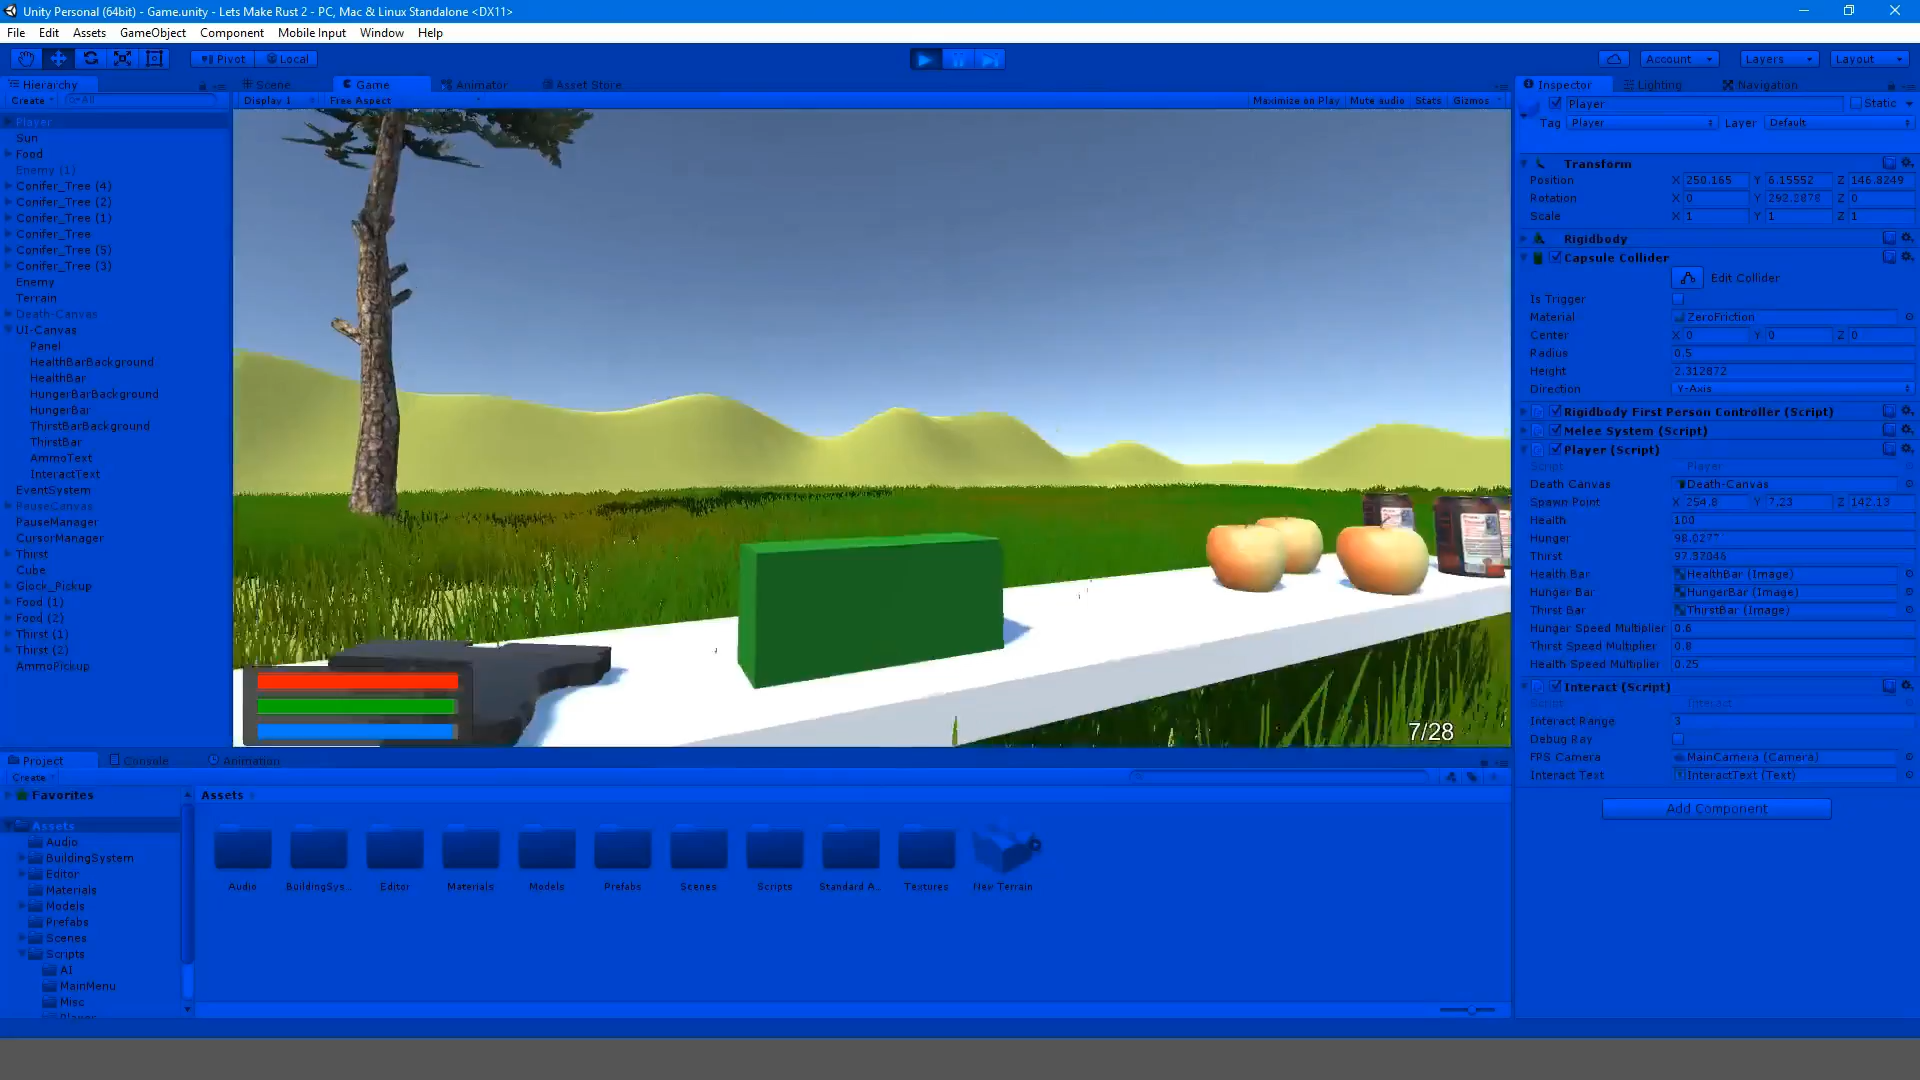 Unity Personal (64bit) - Game.unity - Lets Make Rust 2 - PC, Mac & Linux Standalone <DX11>
File Edit Assets GameObject Component Mobile Input Window Help
Pivot Local Account Layers Layout
Hierarchy
Create All
Player
Sun
Food
Enemy (1)
Conifer_Tree (4)
Conifer_Tree (2)
Conifer_Tree (1)
Conifer_Tree
Conifer_Tree (5)
Conifer_Tree (3)
Enemy
Terrain
Death-Canvas
UI-Canvas
Panel
HealthBarBackground
HealthBar
HungerBarBackground
HungerBar
ThirstBarBackground
ThirstBar
AmmoText
InteractText
EventSystem
PauseCanvas
PauseManager
CursorManager
Thirst
Cube
Glock_Pickup
Food (1)
Food (2)
Thirst (1)
Thirst (2)
AmmoPickup
Scene Game Animator Asset Store
Display 1 Free Aspect Maximize on Play Mute audio Stats Gizmos
7/28
Inspector Lighting Navigation
Player Static
Tag Player Layer Default
Transform
Position X 250.165 Y 6.15552 Z 146.8249
Rotation X 0 Y 292.2876 Z 0
Scale X 1 Y 1 Z 1
Rigidbody
Capsule Collider
Edit Collider
Is Trigger
Material ZeroFriction
Center X 0 Y 0 Z 0
Radius 0.5
Height 2.312872
Direction Y-Axis
Rigidbody First Person Controller (Script)
Melee System (Script)
Player (Script)
Script Player
Death Canvas Death-Canvas
Spawn Point X 254.8 Y 7.23 Z 142.13
Health 100
Hunger 98.0277
Thirst 97.37046
Health Bar HealthBar (Image)
Hunger Bar HungerBar (Image)
Thirst Bar ThirstBar (Image)
Hunger Speed Multiplier 0.6
Thirst Speed Multiplier 0.8
Health Speed Multiplier 0.25
Interact (Script)
Script Interact
Interact Range 3
Debug Ray
FPS Camera MainCamera (Camera)
Interact Text InteractText (Text)
Add Component
Project Console Animation
Create
Favorites
Assets
Audio
BuildingSystem
Editor
Materials
Models
Prefabs
Scenes
Scripts
AI
MainMenu
Misc
Player
Assets
Audio BuildingSys... Editor Materials Models Prefabs Scenes Scripts Standard A... Textures New Terrain